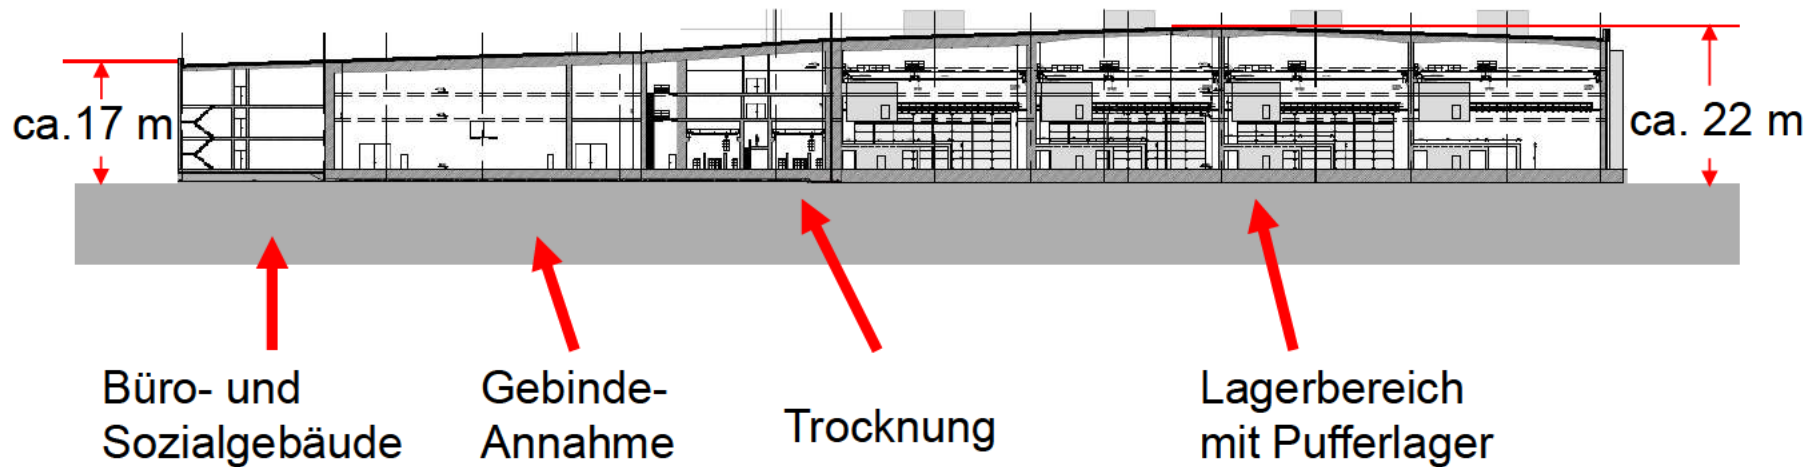 ca.17 m
ca. 22 m
Büro- und
Sozialgebäude
Gebinde-
Annahme
Trocknung
Lagerbereich
mit Pufferlager